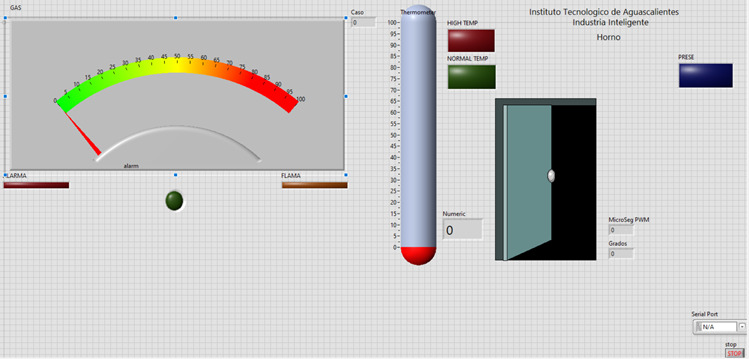 GAS
Caso
0
Thermometer
HIGH TEMP
NORMAL TEMP
Instituto Tecnologico de Aguascalientes
Industria Inteligente
Horno
PRESE
0
5
10
15
20
25
30
35
40
45
50
55
60
65
70
75
80
85
90
95
100
alarm
LARMA
FLAMA
100
95
90
85
80
75
70
65
60
55
50
45
40
35
30
25
20
15
10
5
0
Numeric
0
MicroSeg PWM
0
Grados
0
Serial Port
N/A
stop
STOP